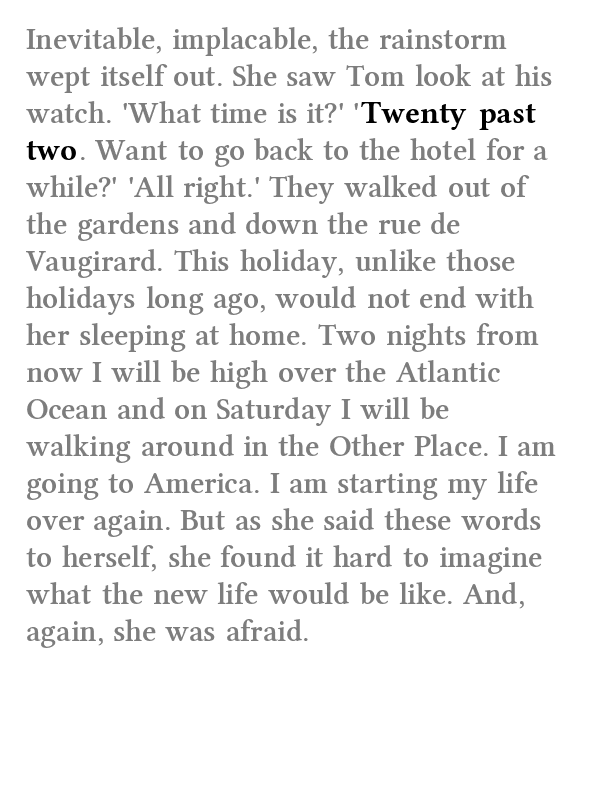 Inevitable, implacable, the rainstorm
wept itself out. She saw Tom look at his
watch. 'What time is it?' 'Twenty past
two. Want to go back to the hotel for a
while?' 'All right.' They walked out of
the gardens and down the rue de
Vaugirard. This holiday, unlike those
holidays long ago, would not end with
her sleeping at home. Two nights from
now I will be high over the Atlantic
Ocean and on Saturday I will be
walking around in the Other Place. I am
going to America. I am starting my life
over again. But as she said these words
to herself, she found it hard to imagine
what the new life would be like. And,
again, she was afraid.